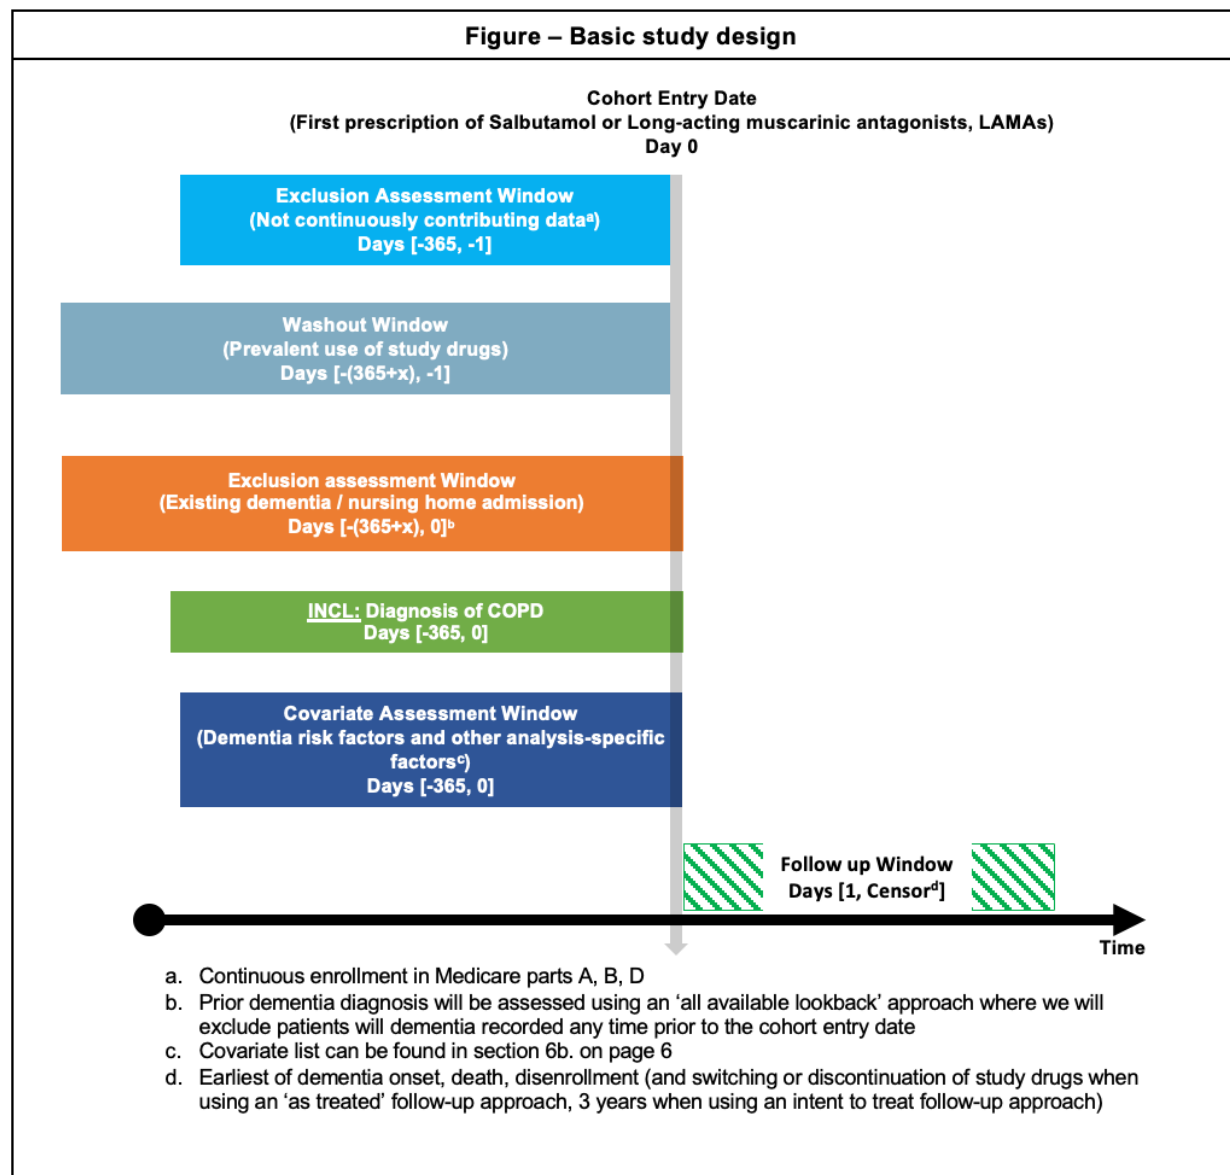 Figure – Basic study design
Cohort Entry Date
(First prescription of Salbutamol or Long-acting muscarinic antagonists, LAMAs)
Day 0
Exclusion Assessment Window
(Not continuously contributing dataᵃ)
Days [-365, -1]
Washout Window
(Prevalent use of study drugs)
Days [-(365+x), -1]
Exclusion assessment Window
(Existing dementia / nursing home admission)
Days [-(365+x), 0]ᵇ
INCL: Diagnosis of COPD
Days [-365, 0]
Covariate Assessment Window
(Dementia risk factors and other analysis-specific
factorsᶜ)
Days [-365, 0]
Follow up Window
Days [1, Censorᵈ]
Time
a. Continuous enrollment in Medicare parts A, B, D
b. Prior dementia diagnosis will be assessed using an ‘all available lookback’ approach where we will
exclude patients will dementia recorded any time prior to the cohort entry date
c. Covariate list can be found in section 6b. on page 6
d. Earliest of dementia onset, death, disenrollment (and switching or discontinuation of study drugs when
using an ‘as treated’ follow-up approach, 3 years when using an intent to treat follow-up approach)